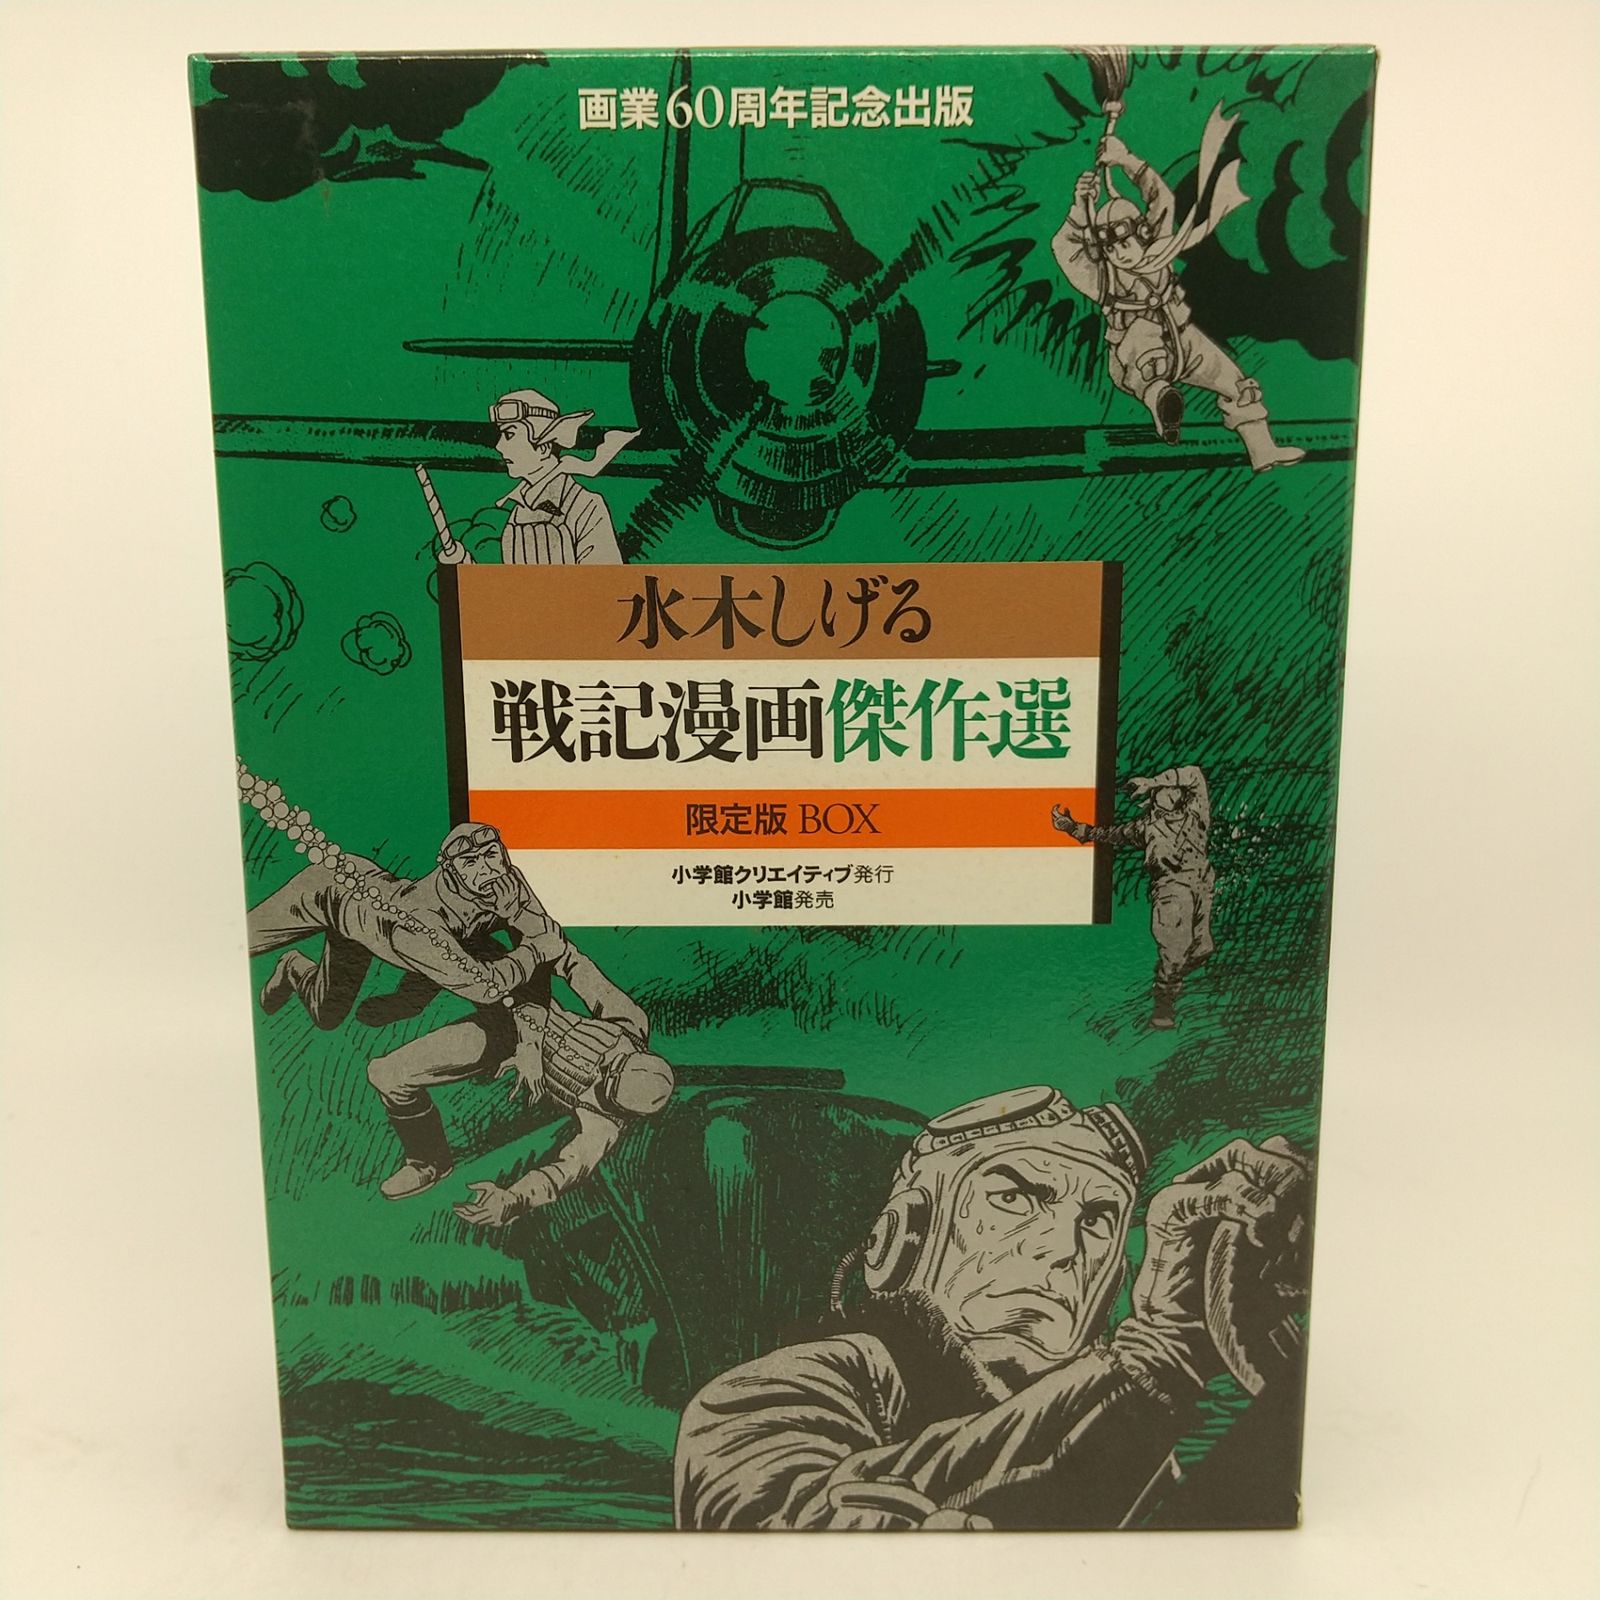 画業60周年記念出版
水木しげる
戦記漫画傑作選
限定版 BOX
小学館クリエイティブ発行
小学館発売